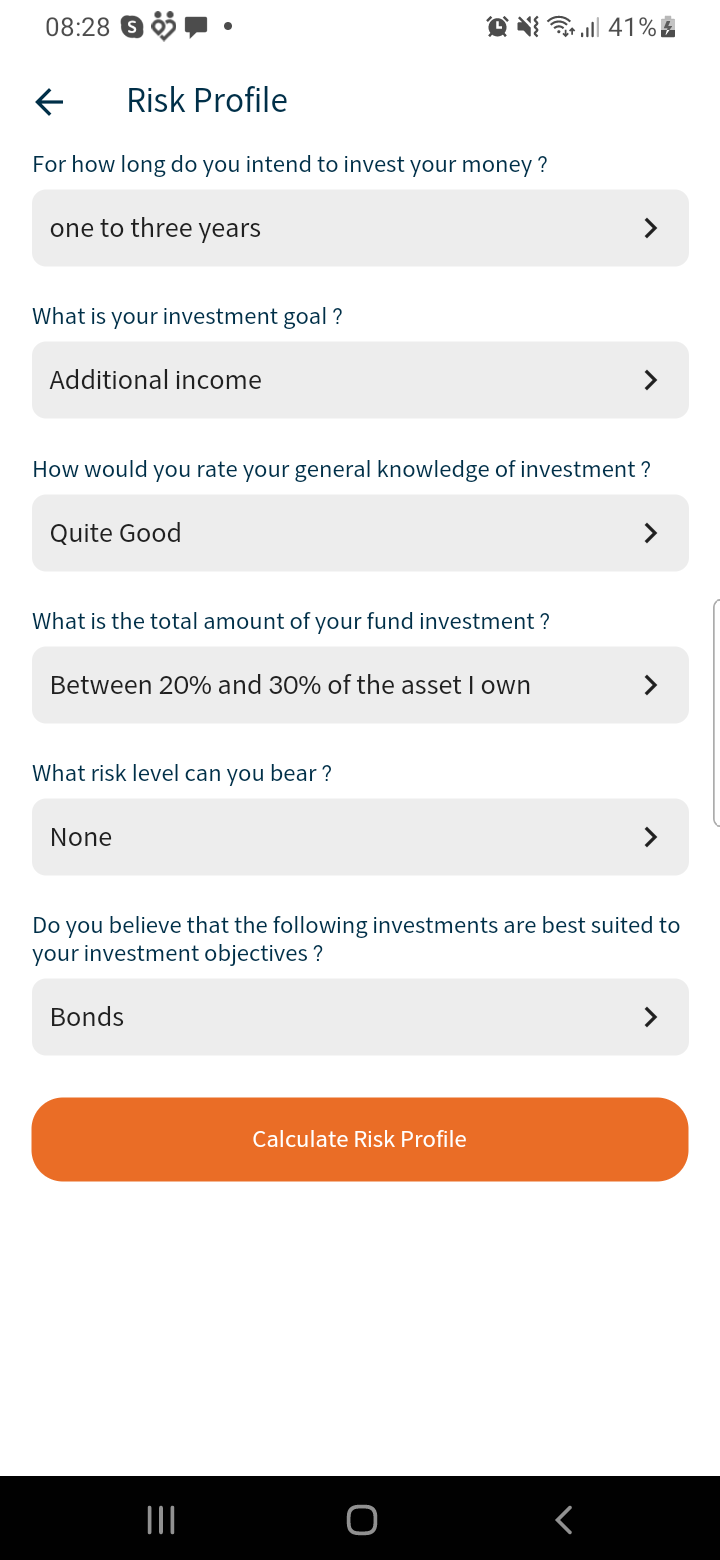 08:28
41%
Risk Profile
For how long do you intend to invest your money ?
one to three years
What is your investment goal ?
Additional income
How would you rate your general knowledge of investment ?
Quite Good
What is the total amount of your fund investment ?
Between 20% and 30% of the asset I own
What risk level can you bear ?
None
Do you believe that the following investments are best suited to
your investment objectives ?
Bonds
Calculate Risk Profile